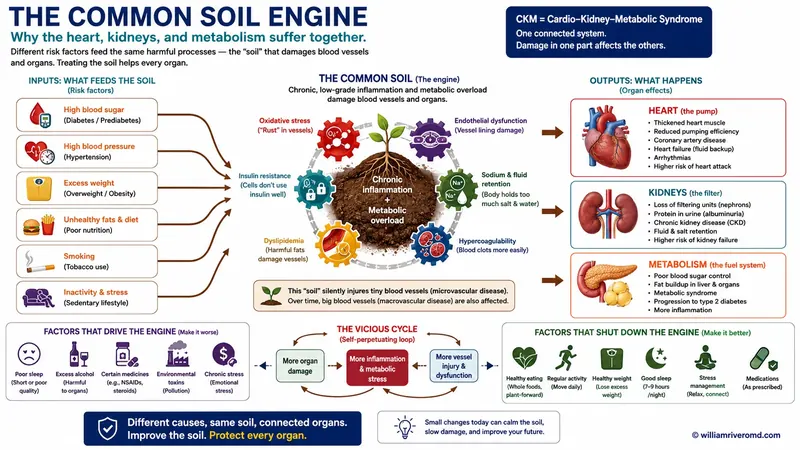 THE COMMON SOIL ENGINE
Why the heart, kidneys, and metabolism suffer together.
Different risk factors feed the same harmful processes — the "soil" that damages blood vessels
and organs. Treating the soil helps every organ.
CKM = Cardio-Kidney-Metabolic Syndrome
One connected system.
Damage in one part affects the others.
INPUTS: WHAT FEEDS THE SOIL
(Risk factors)
High blood sugar
(Diabetes / Prediabetes)
High blood pressure
(Hypertension)
Excess weight
(Overweight / Obesity)
Unhealthy fats & diet
(Poor nutrition)
Smoking
(Tobacco use)
Inactivity & stress
(Sedentary lifestyle)
THE COMMON SOIL (The engine)
Chronic, low-grade inflammation and metabolic overload
damage blood vessels and organs.
Oxidative stress
("Rust" in vessels)
Endothelial dysfunction
(Vessel lining damage)
Insulin resistance
(Cells don't use
insulin well)
Na+
Na+
Sodium & fluid
retention
(Body holds too
much salt & water)
Dyslipidemia
(Harmful fats
damage vessels)
Hypercoagulability
(Blood clots more easily)
Chronic
inflammation
+
Metabolic
overload
This "soil" silently injures tiny blood vessels (microvascular disease).
Over time, big blood vessels (macrovascular disease) are also affected.
OUTPUTS: WHAT HAPPENS
(Organ effects)
HEART (the pump)
• Thickened heart muscle
• Reduced pumping efficiency
• Coronary artery disease
• Heart failure (fluid backup)
• Arrhythmias
• Higher risk of heart attack
KIDNEYS (the filter)
• Loss of filtering units (nephrons)
• Protein in urine (albuminuria)
• Chronic kidney disease (CKD)
• Fluid & salt retention
• Higher risk of kidney failure
METABOLISM (the fuel system)
• Poor blood sugar control
• Fat buildup in liver & organs
• Metabolic syndrome
• Progression to type 2 diabetes
• More inflammation
FACTORS THAT DRIVE THE ENGINE (Make it worse)
Poor sleep
(Short or poor
quality)
Excess alcohol
(Harmful
to organs)
Certain medicines
(e.g., NSAIDs,
steroids)
Environmental
toxins
(Pollution)
$
Chronic stress
(Emotional
stress)
THE VICIOUS CYCLE
(Self-perpetuating loop)
More organ
damage
More inflammation
& metabolic
stress
More vessel
injury &
dysfunction
FACTORS THAT SHUT DOWN THE ENGINE (Make it better)
Healthy eating
(Whole foods,
plant-forward)
Regular activity
(Move daily)
Healthy weight
(Lose excess
weight)
Good sleep
(7-9 hours
/night)
Stress
management
(Relax, connect)
Medications
(As prescribed)
Different causes, same soil, connected organs.
Improve the soil. Protect every organ.
Small changes today can calm the soil,
slow damage, and improve your future.
© williamriveromd.com